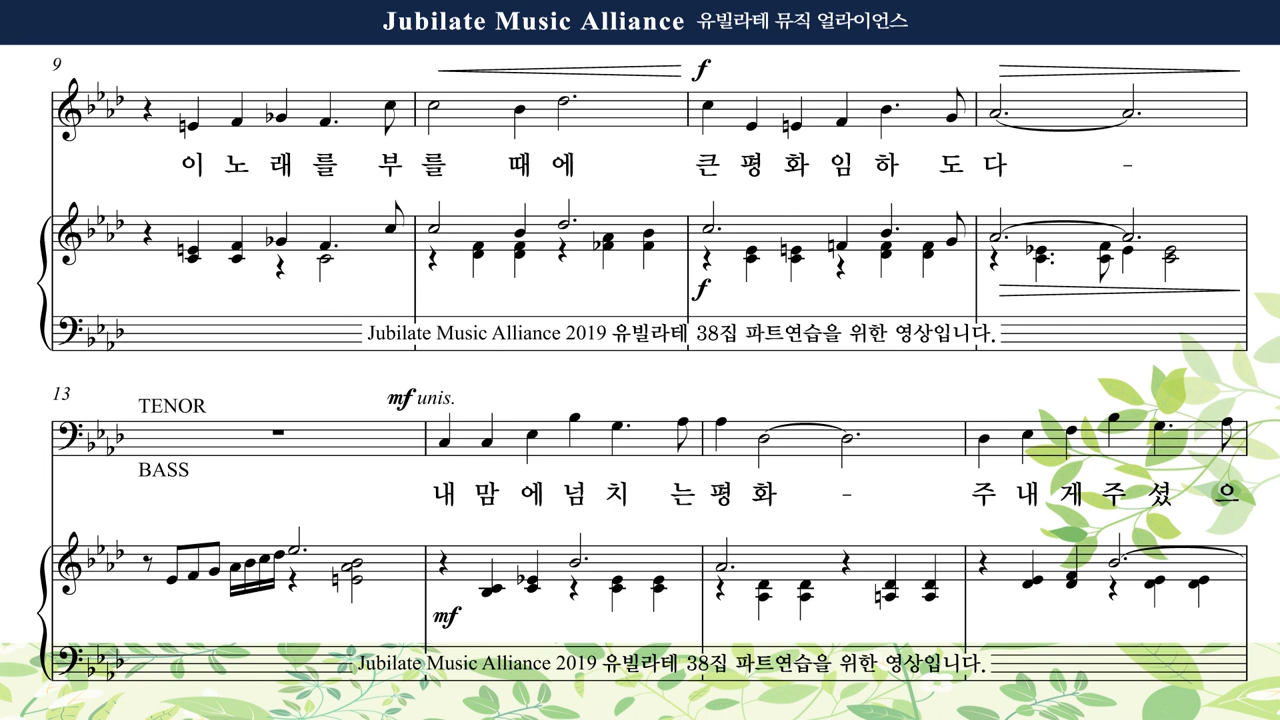 Jubilate Music Alliance 유빌라테 뮤직 얼라이언스
9
f
이 노 래 를 부 를 때 에 큰 평 화 임 하 도 다 -
f
Jubilate Music Alliance 2019 유빌라테 38집 파트연습을 위한 영상입니다.
13
TENOR
mf unis.
BASS
내 맘 에 넘 치 는 평 화 - 주 내 게 주 셨 으
mf
Jubilate Music Alliance 2019 유빌라테 38집 파트연습을 위한 영상입니다.